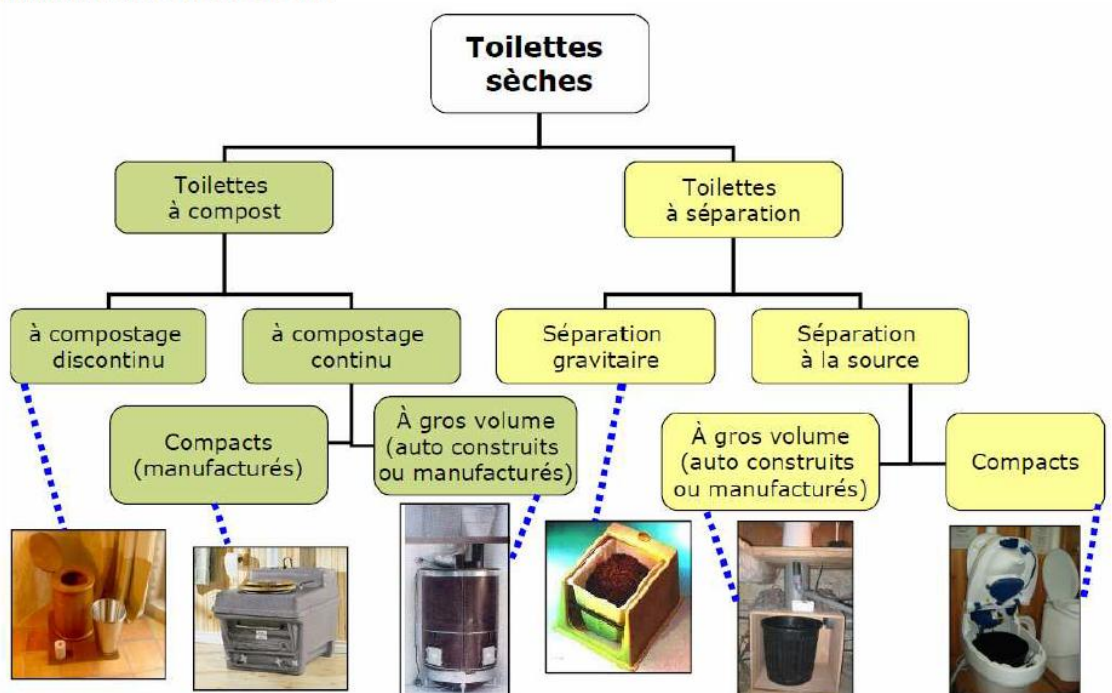 Toilettes
sèches
Toilettes
à compost
Toilettes
à séparation
à compostage
discontinu
à compostage
continu
Séparation
gravitaire
Séparation
à la source
Compacts
(manufacturés)
À gros volume
(auto construits
ou manufacturés)
À gros volume
(auto construits
ou manufacturés)
Compacts